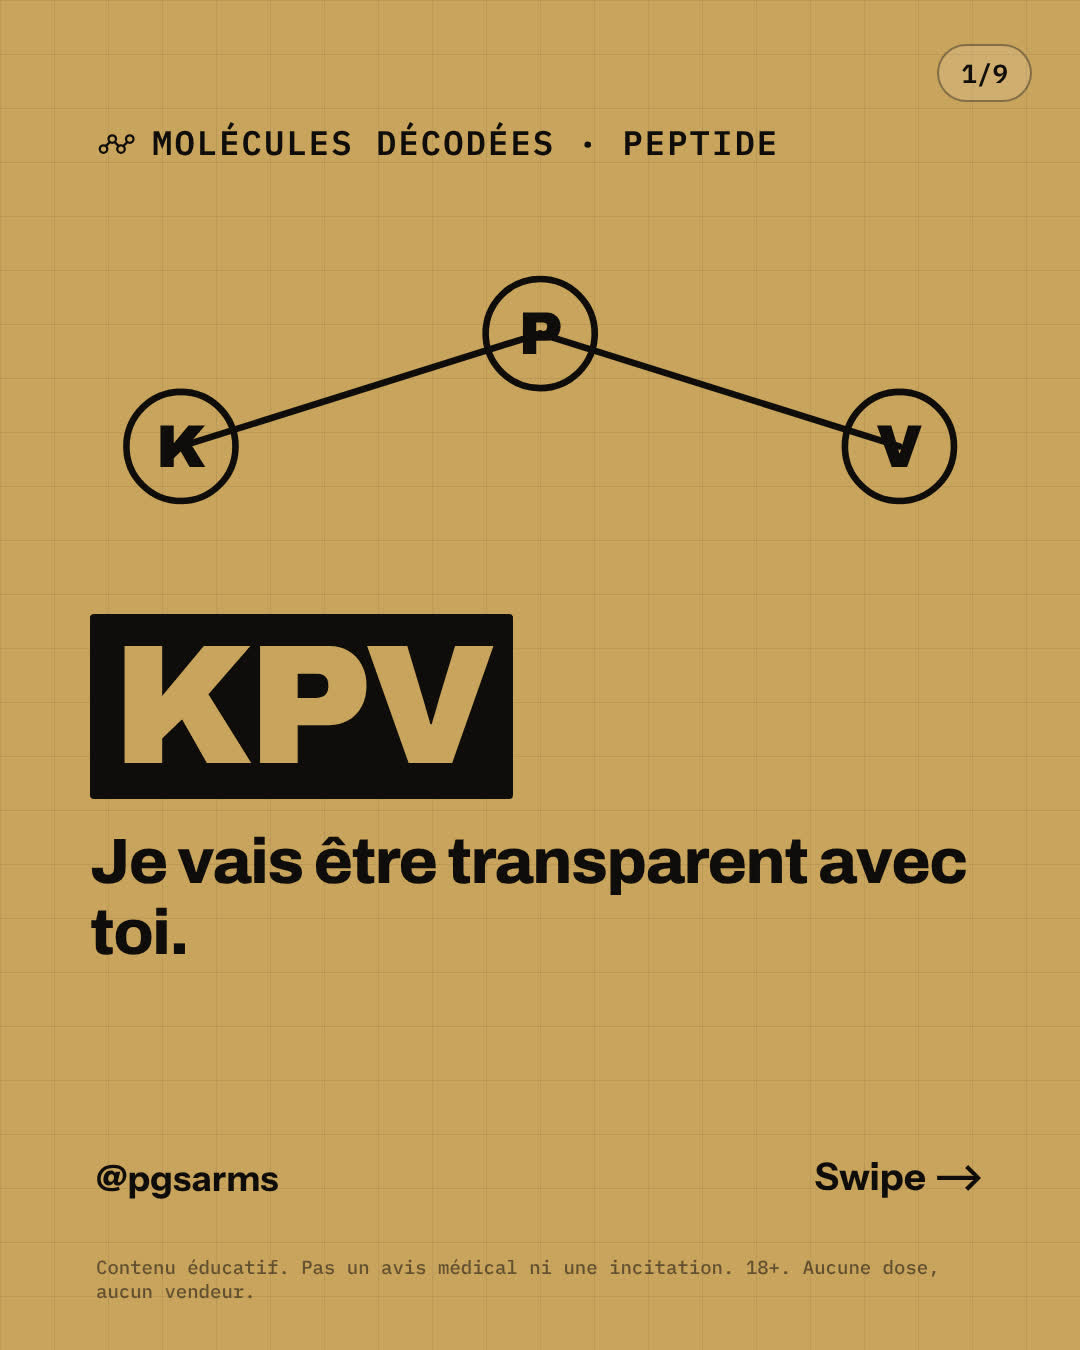 1/9
MOLÉCULES DÉCODÉES · PEPTIDE
P
K
V
KPV
Je vais être transparent avec
toi.
@pgsarms
Swipe →
Contenu éducatif. Pas un avis médical ni une incitation. 18+. Aucune dose,
aucun vendeur.